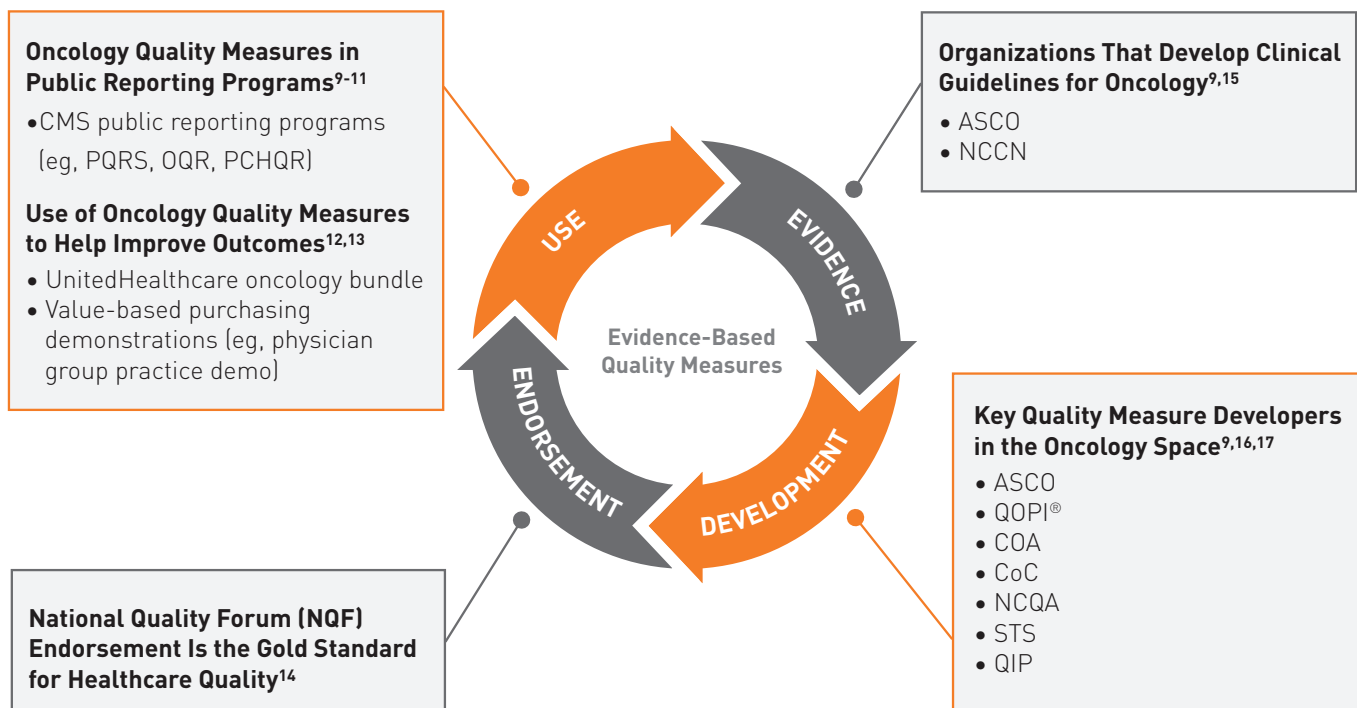 Oncology Quality Measures in
Public Reporting Programs9-11
•CMS public reporting programs
(eg, PQRS, OQR, PCHQR)
Use of Oncology Quality Measures
to Help Improve Outcomes12,13
• UnitedHealthcare oncology bundle
• Value-based purchasing
demonstrations (eg, physician
group practice demo)
Organizations That Develop Clinical
Guidelines for Oncology9,15
• ASCO
• NCCN
USE
EVIDENCE
Evidence-Based
Quality Measures
ENDORSEMENT
DEVELOPMENT
Key Quality Measure Developers
in the Oncology Space9,16,17
• ASCO
• QOPI®
• COA
• CoC
• NCQA
• STS
• QIP
National Quality Forum (NQF)
Endorsement Is the Gold Standard
for Healthcare Quality14